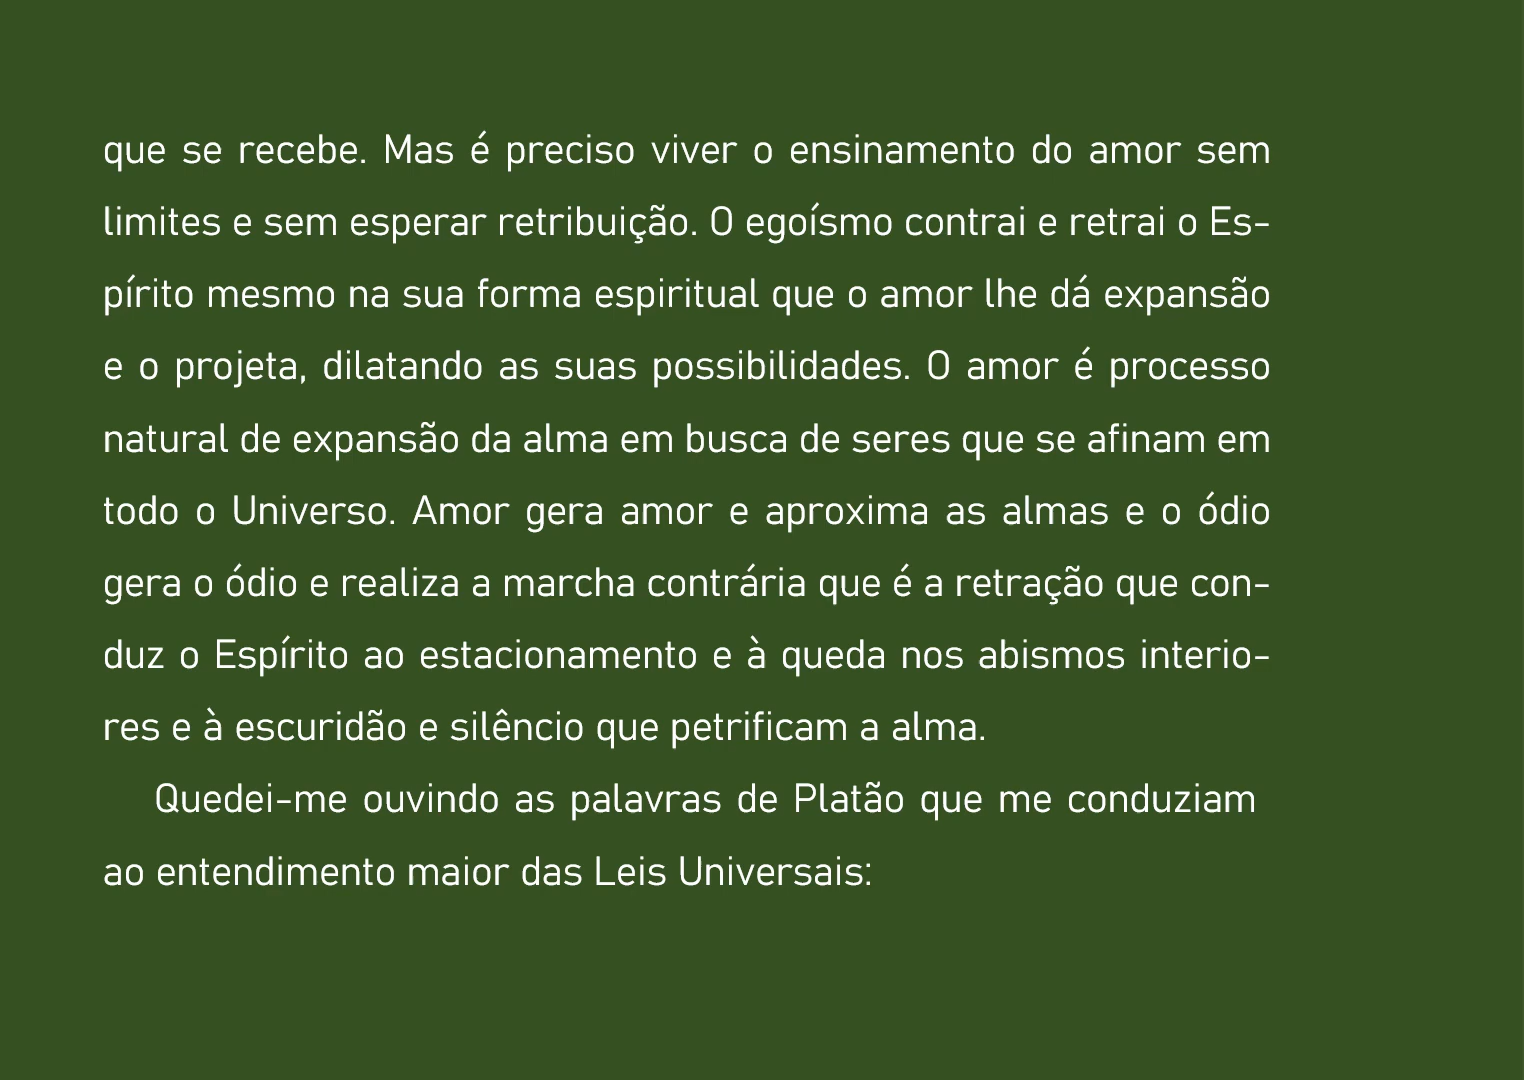 que se recebe. Mas é preciso viver o ensinamento do amor sem
limites e sem esperar retribuição. O egoísmo contrai e retrai o Es-
pírito mesmo na sua forma espiritual que o amor lhe dá expansão
e o projeta, dilatando as suas possibilidades. O amor é processo
natural de expansão da alma em busca de seres que se afinam em
todo o Universo. Amor gera amor e aproxima as almas e o ódio
gera o ódio e realiza a marcha contrária que é a retração que con-
duz o Espírito ao estacionamento e à queda nos abismos interio-
res e à escuridão e silêncio que petrificam a alma.
Quedei-me ouvindo as palavras de Platão que me conduziam
ao entendimento maior das Leis Universais: